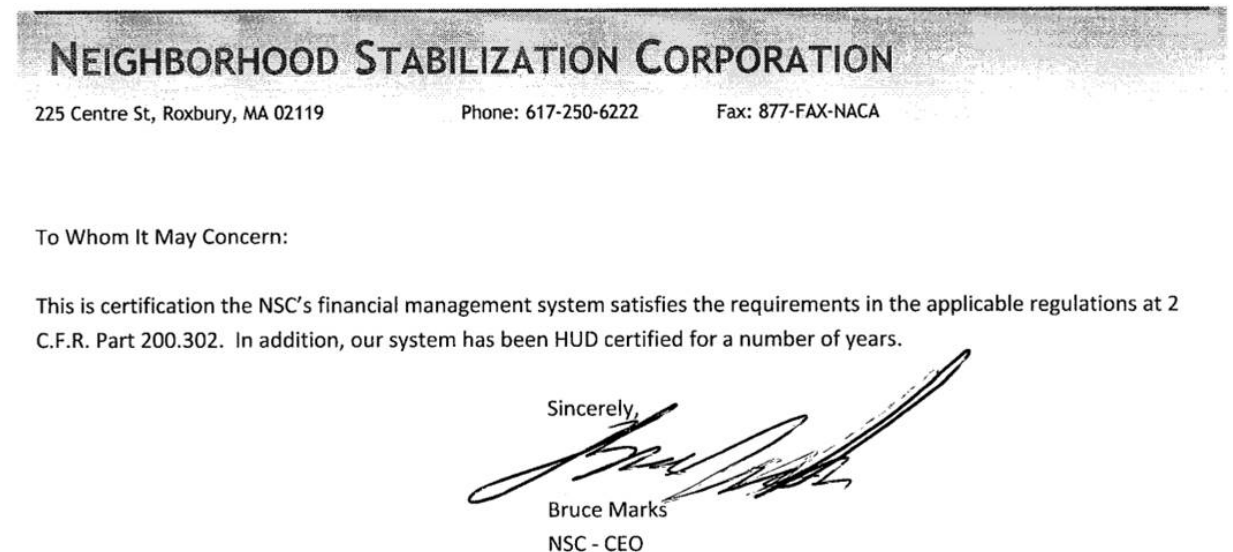 NEIGHBORHOOD STABILIZATION CORPORATION
225 Centre St, Roxbury, MA 02119 Phone: 617-250-6222 Fax: 877-FAX-NACA
To Whom It May Concern:
This is certification the NSC's financial management system satisfies the requirements in the applicable regulations at 2
C.F.R. Part 200.302. In addition, our system has been HUD certified for a number of years.
Sincerely,
Bruce Marks
NSC - CEO